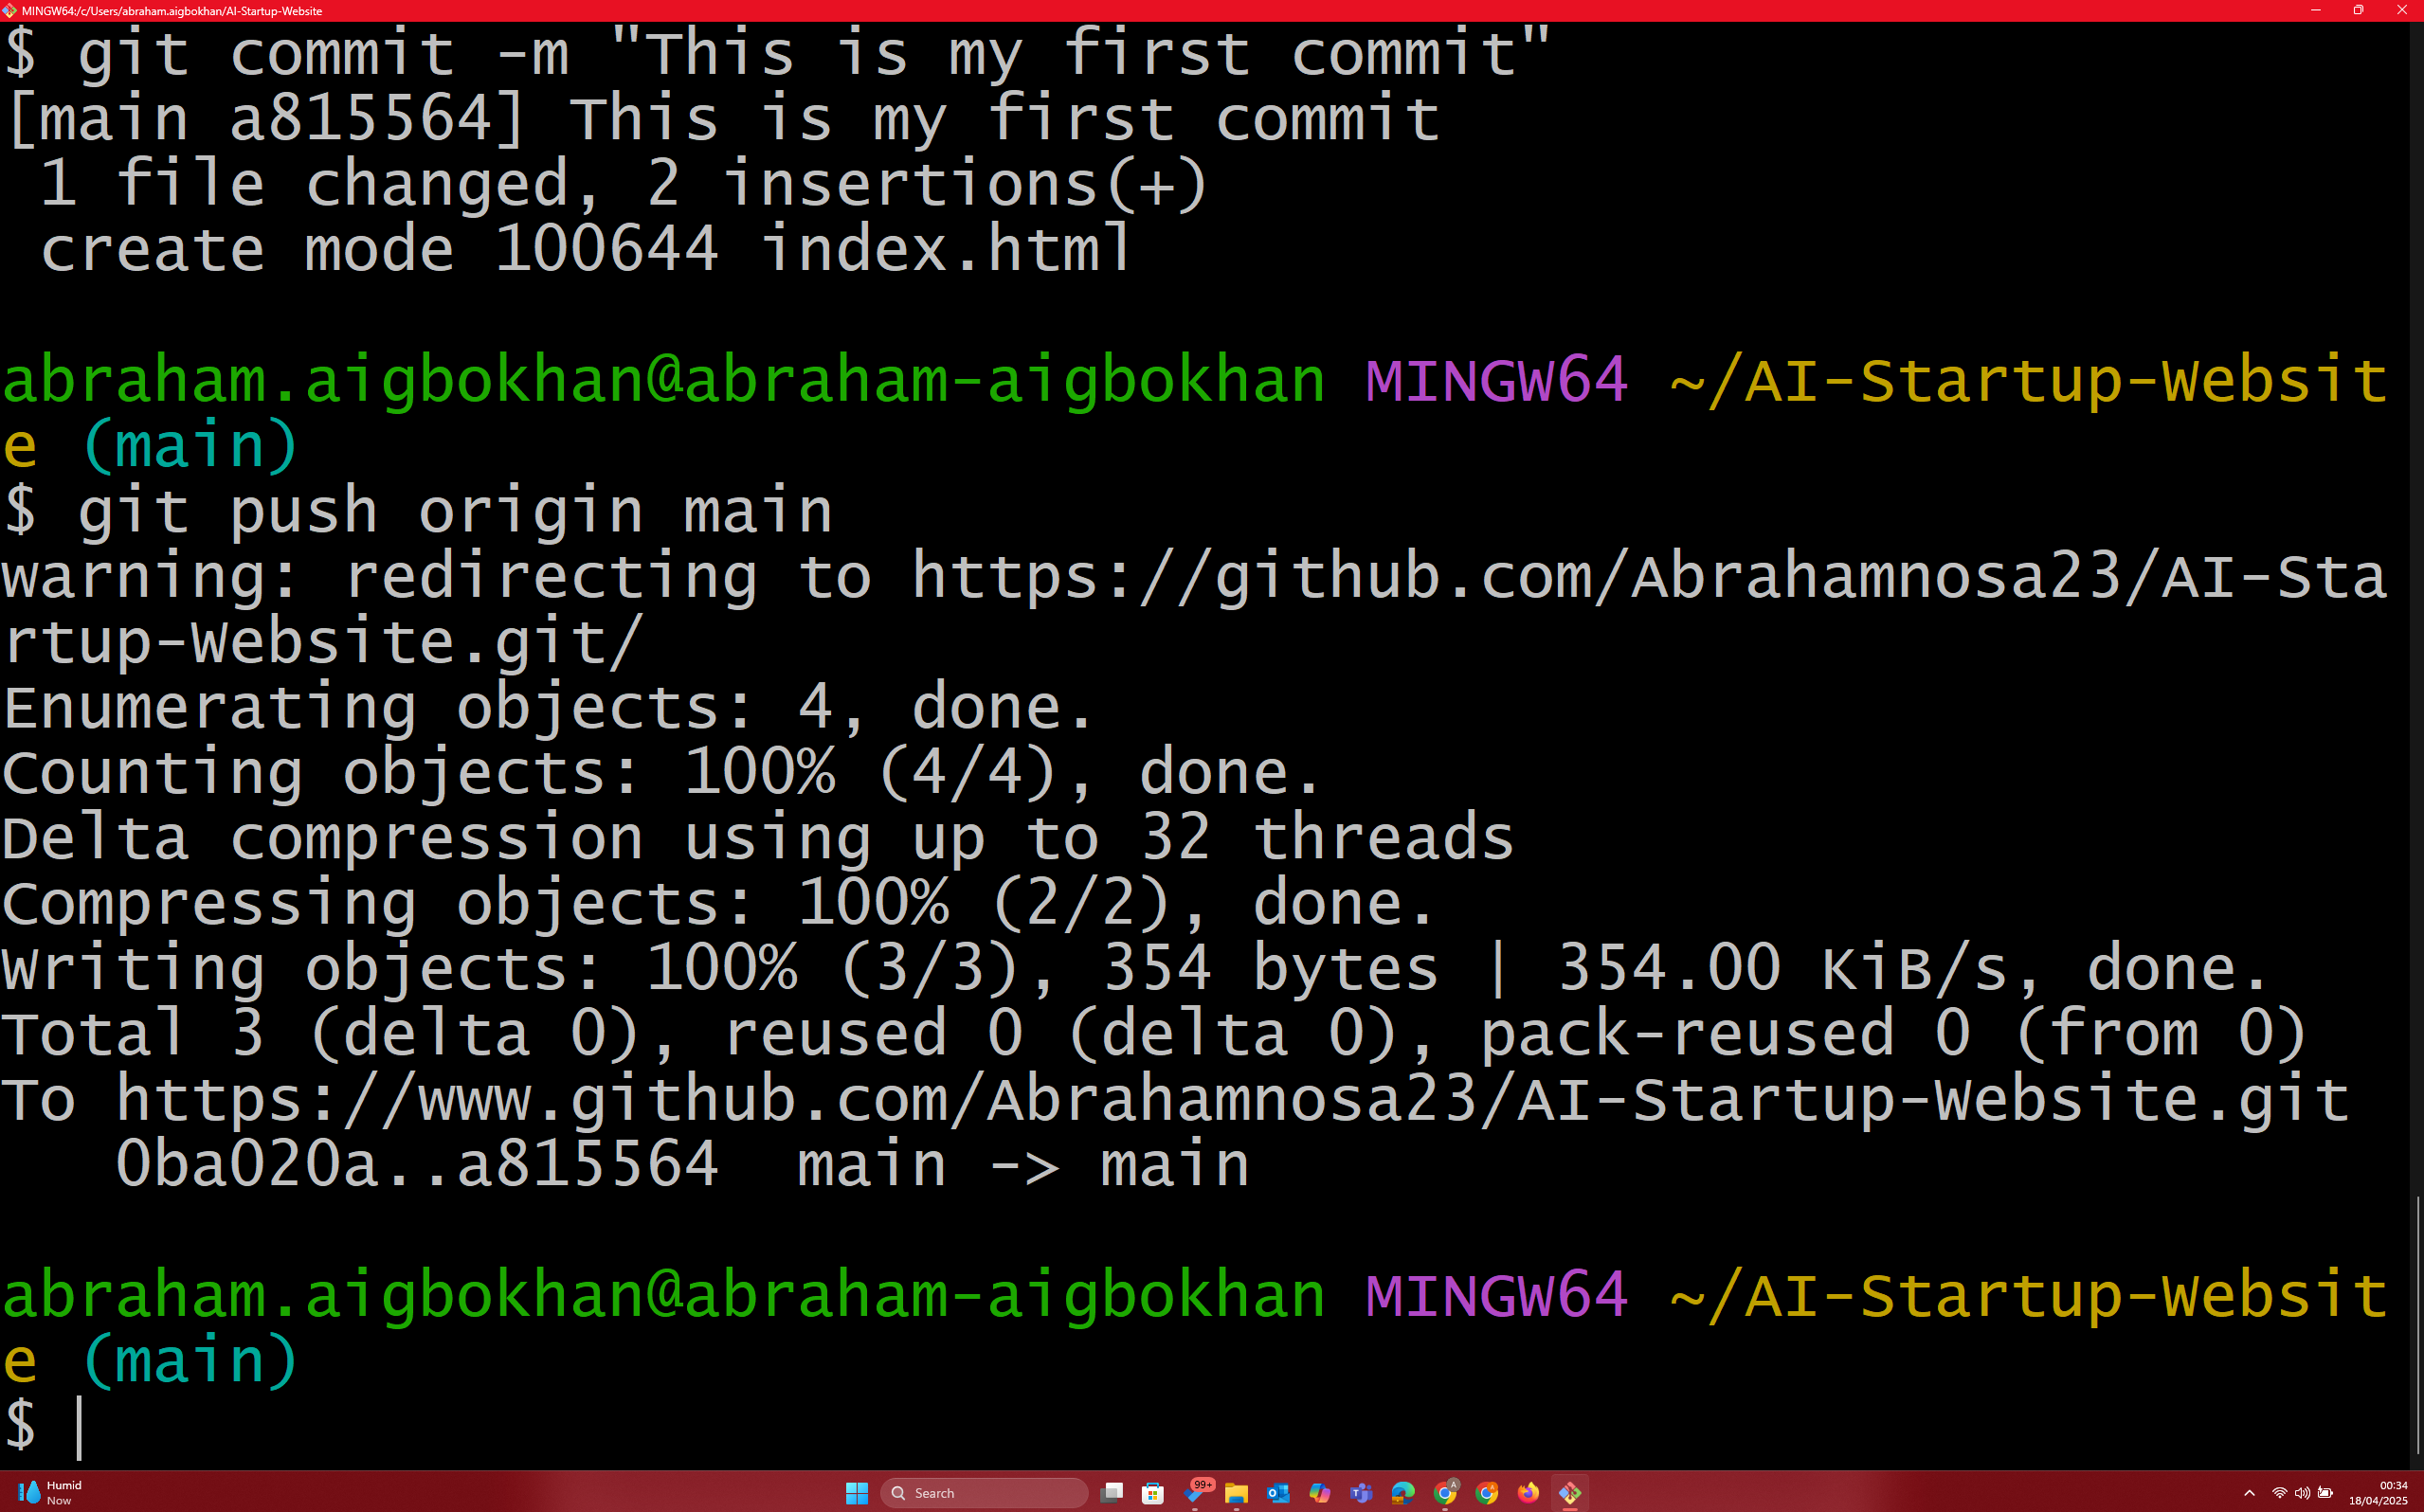 MINGW64:/c/Users/abraham.aigbokhan/AI-Startup-Website
$ git commit -m "This is my first commit"
[main a815564] This is my first commit
 1 file changed, 2 insertions(+)
 create mode 100644 index.html

abraham.aigbokhan@abraham-aigbokhan MINGW64 ~/AI-Startup-Websit
e (main)
$ git push origin main
warning: redirecting to https://github.com/Abrahamnosa23/AI-Sta
rtup-Website.git/
Enumerating objects: 4, done.
Counting objects: 100% (4/4), done.
Delta compression using up to 32 threads
Compressing objects: 100% (2/2), done.
Writing objects: 100% (3/3), 354 bytes | 354.00 KiB/s, done.
Total 3 (delta 0), reused 0 (delta 0), pack-reused 0 (from 0)
To https://www.github.com/Abrahamnosa23/AI-Startup-Website.git
   0ba020a..a815564  main -> main

abraham.aigbokhan@abraham-aigbokhan MINGW64 ~/AI-Startup-Websit
e (main)
$
Humid
Now
Search
99+
00:34
18/04/2025